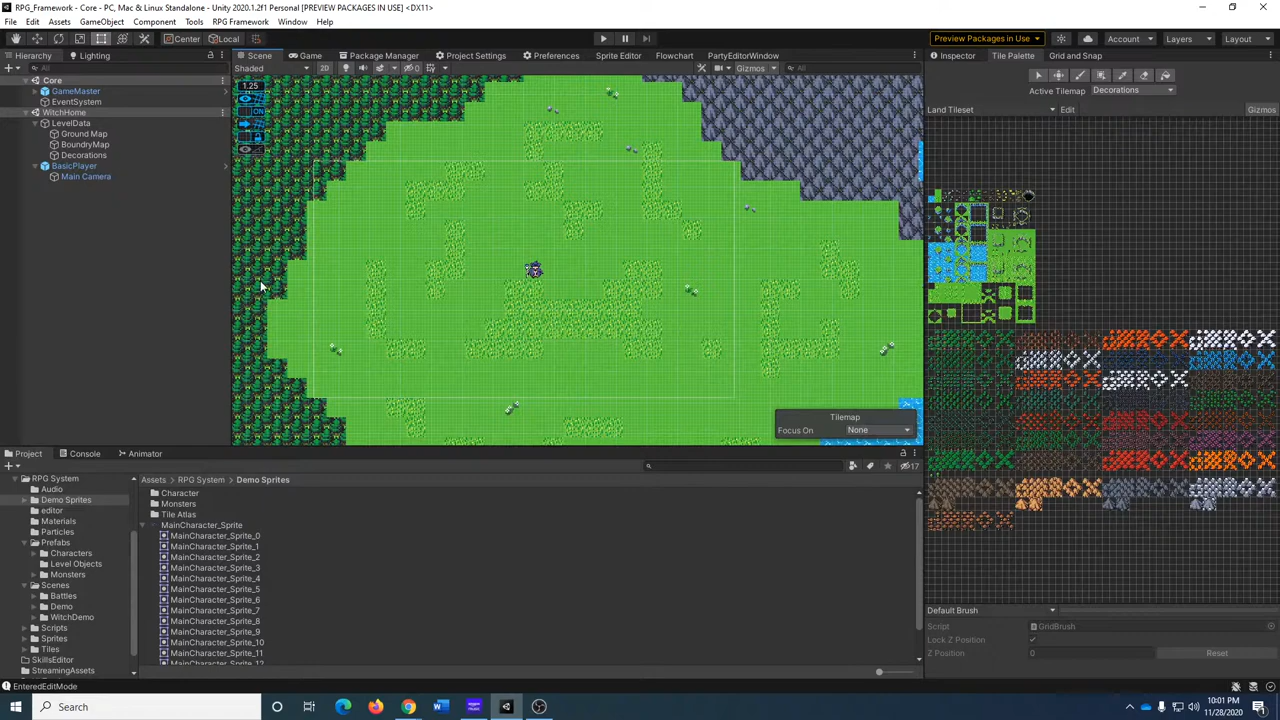 RPG_Framework - Core - PC, Mac & Linux Standalone - Unity 2020.1.2f1 Personal [PREVIEW PACKAGES IN USE] <DX11>
File Edit Assets GameObject Component Tools RPG Framework Window Help
Center Local Preview Packages in Use Account Layers Layout
Hierarchy Lighting Scene Game Package Manager Project Settings Preferences Sprite Editor Flowchart PartyEditorWindow Inspector Tile Palette Grid and Snap
All Shaded 2D 0 Gizmos All
Core
GameMaster
EventSystem
WitchHome
LevelData
Ground Map
BoundryMap
Decorations
BasicPlayer
Main Camera
1.25
ON
Active Tilemap Decorations
Land Tileset Edit Gizmos
Tilemap
Focus On None
Project Console Animator
17
RPG System
Audio
Demo Sprites
editor
Materials
Particles
Prefabs
Characters
Level Objects
Monsters
Scenes
Battles
Demo
WitchDemo
Scripts
Sprites
Tiles
SkillsEditor
StreamingAssets
Assets RPG System Demo Sprites
Character
Monsters
Tile Atlas
MainCharacter_Sprite
MainCharacter_Sprite_0
MainCharacter_Sprite_1
MainCharacter_Sprite_2
MainCharacter_Sprite_3
MainCharacter_Sprite_4
MainCharacter_Sprite_5
MainCharacter_Sprite_6
MainCharacter_Sprite_7
MainCharacter_Sprite_8
MainCharacter_Sprite_9
MainCharacter_Sprite_10
MainCharacter_Sprite_11
MainCharacter_Sprite_12
Default Brush
Script GridBrush
Lock Z Position
Z Position 0 Reset
EnteredEditMode
Search
10:01 PM
11/28/2020